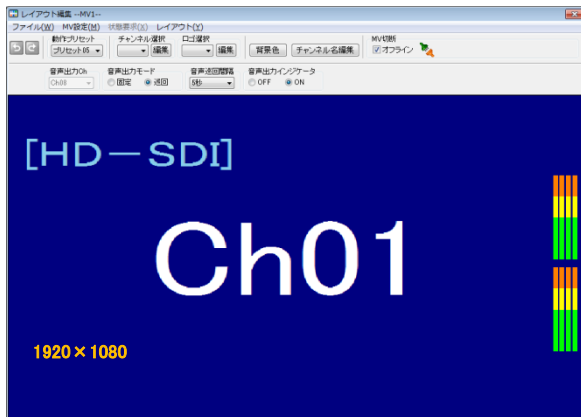 レイアウト編集 --MV1--
ファイル(W) MV設定(M) 状態要求(X) レイアウト(Y)
動作プリセット チャンネル選択 ロゴ選択 MV切断
プリセット05 編集 編集 背景色 チャンネル名編集 オフライン
音声出力Ch 音声出力モード 音声巡回間隔 音声出力インジケータ
Ch08 固定 巡回 5秒 OFF ON
[HD－SDI]
Ch01
1920×1080